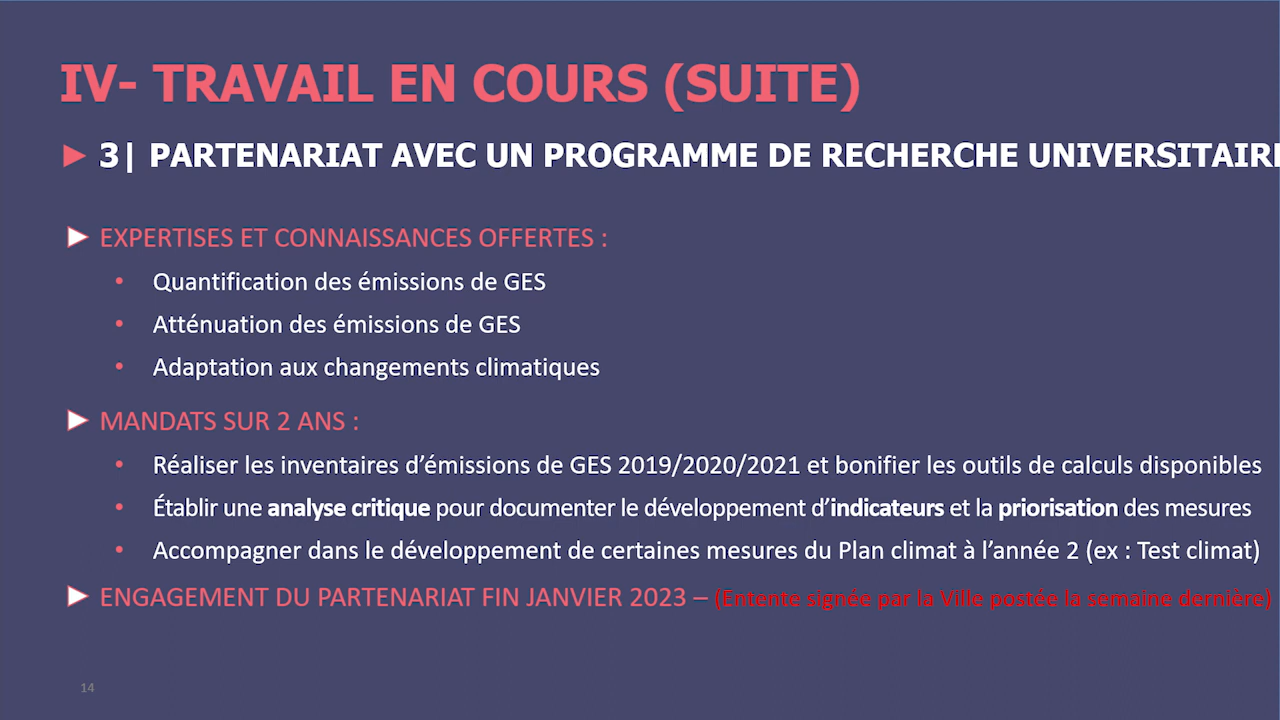 IV- TRAVAIL EN COURS (SUITE)
3| PARTENARIAT AVEC UN PROGRAMME DE RECHERCHE UNIVERSITAIRE
EXPERTISES ET CONNAISSANCES OFFERTES :
Quantification des émissions de GES
Atténuation des émissions de GES
Adaptation aux changements climatiques
MANDATS SUR 2 ANS :
Réaliser les inventaires d’émissions de GES 2019/2020/2021 et bonifier les outils de calculs disponibles
Établir une analyse critique pour documenter le développement d’indicateurs et la priorisation des mesures
Accompagner dans le développement de certaines mesures du Plan climat à l’année 2 (ex : Test climat)
ENGAGEMENT DU PARTENARIAT FIN JANVIER 2023 – (Entente signée par la Ville postée la semaine dernière)
14